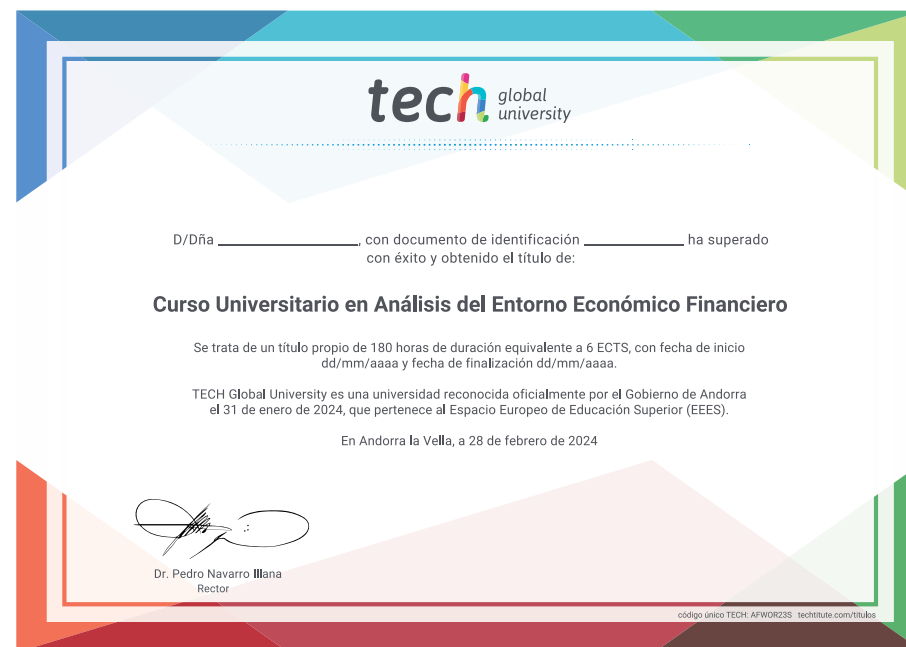 tech global
university
D/Dña ____________________, con documento de identificación ______________ ha superado
con éxito y obtenido el título de:
Curso Universitario en Análisis del Entorno Económico Financiero
Se trata de un título propio de 180 horas de duración equivalente a 6 ECTS, con fecha de inicio
dd/mm/aaaa y fecha de finalización dd/mm/aaaa.
TECH Global University es una universidad reconocida oficialmente por el Gobierno de Andorra
el 31 de enero de 2024, que pertenece al Espacio Europeo de Educación Superior (EEES).
En Andorra la Vella, a 28 de febrero de 2024
Dr. Pedro Navarro Illana
Rector
código único TECH: AFWOR23S techtitute.com/titulos